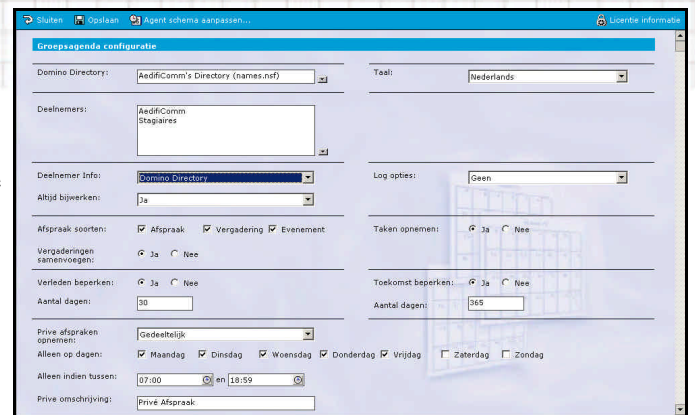 Sluiten Opslaan Agent schema aanpassen... Licentie informatie
Groepsagenda configuratie
Domino Directory: AedifiComm's Directory (names.nsf) Taal: Nederlands
Deelnemers: AedifiComm
Stagiaires
Deelnemer Info: Domino Directory Log opties: Geen
Altijd bijwerken: Ja
Afspraak soorten: Afspraak Vergadering Evenement Taken opnemen: Ja Nee
Vergaderingen
samenvoegen: Ja Nee
Verleden beperken: Ja Nee Toekomst beperken: Ja Nee
Aantal dagen: 30 Aantal dagen: 365
Prive afspraken
opnemen: Gedeeltelijk
Alleen op dagen: Maandag Dinsdag Woensdag Donderdag Vrijdag Zaterdag Zondag
Alleen indien tussen: 07:00 en 18:59
Prive omschrijving: Privé Afspraak